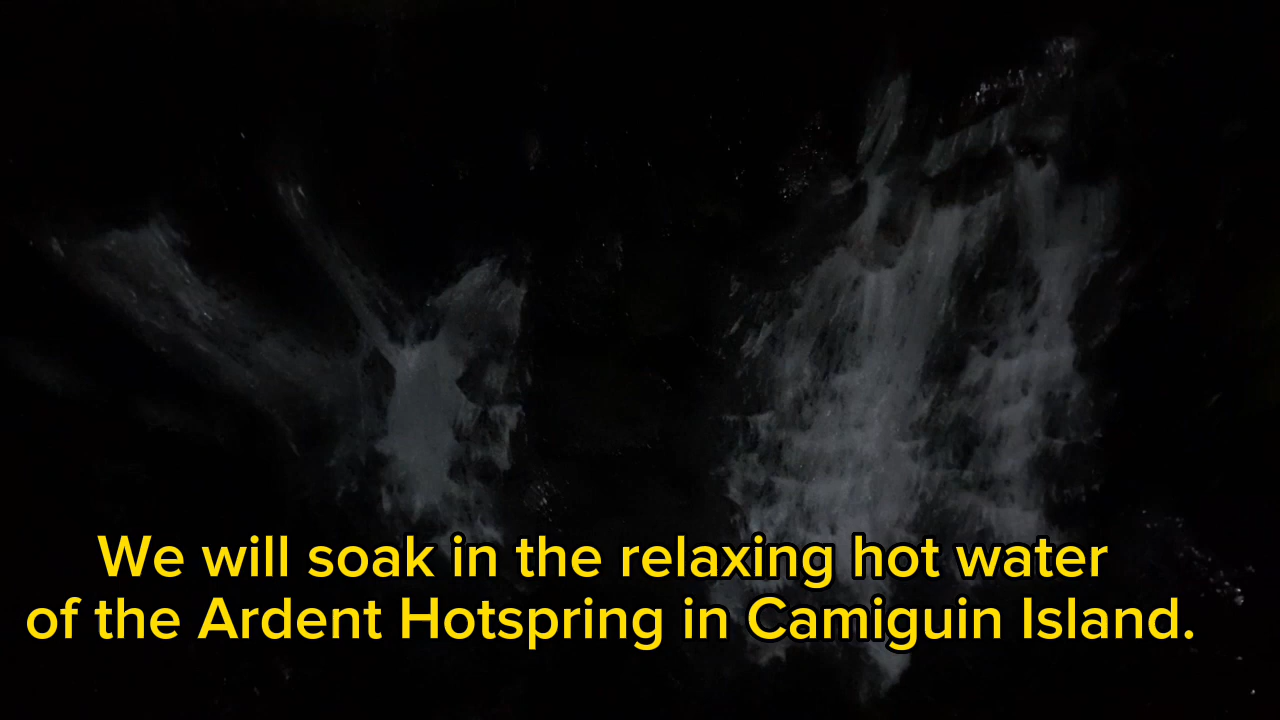 We will soak in the relaxing hot water
of the Ardent Hotspring in Camiguin Island.